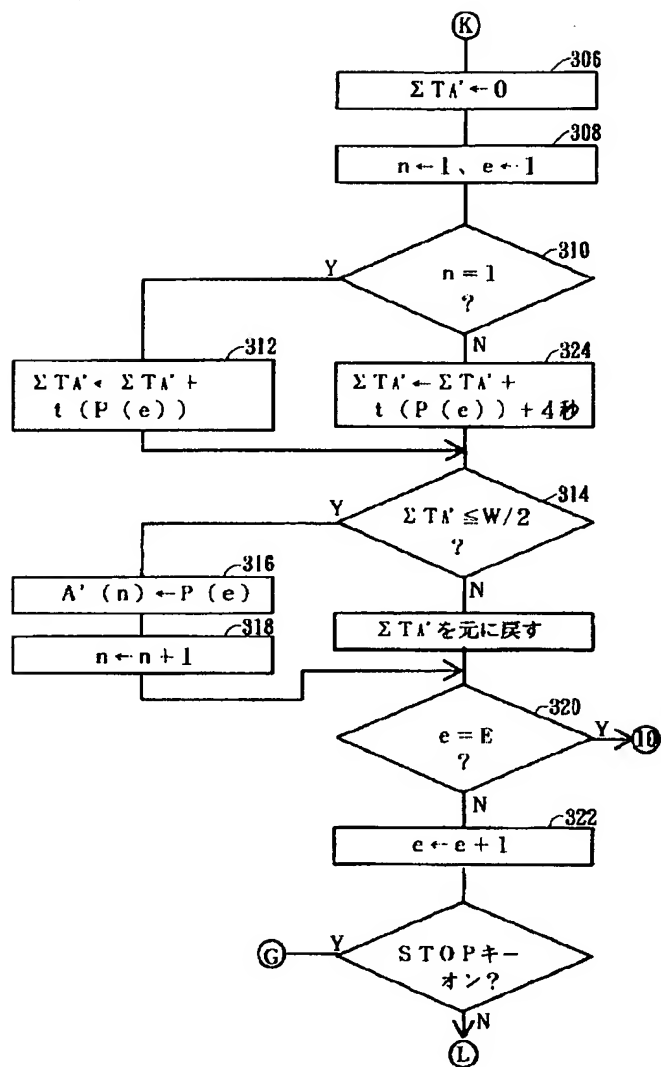 K
306
ΣTA'←0
308
n←1、e←1
310
n=1
?
Y
N
312
ΣTA'←ΣTA'+
t(P(e))
324
ΣTA'←ΣTA'+
t(P(e))+4秒
314
ΣTA'≦W/2
?
Y
N
316
A'(n)←P(e)
318
n←n+1
ΣTA'を元に戻す
320
e=E
?
Y
10
N
322
e←e+1
STOPキー
オン?
Y
G
N
L